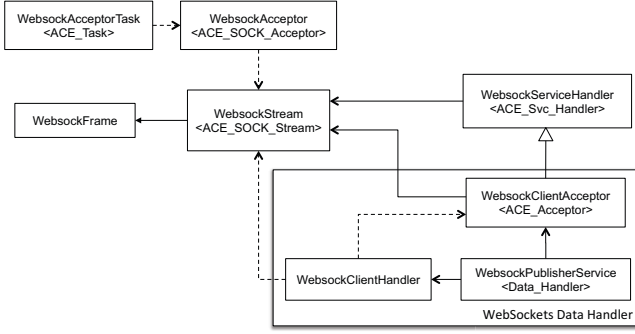 WebsockAcceptorTask
<ACE_Task>
WebsockAcceptor
<ACE_SOCK_Acceptor>
WebsockStream
<ACE_SOCK_Stream>
WebsockFrame
WebsockServiceHandler
<ACE_Svc_Handler>
WebsockClientAcceptor
<ACE_Acceptor>
WebsockClientHandler
WebsockPublisherService
<Data_Handler>
WebSockets Data Handler